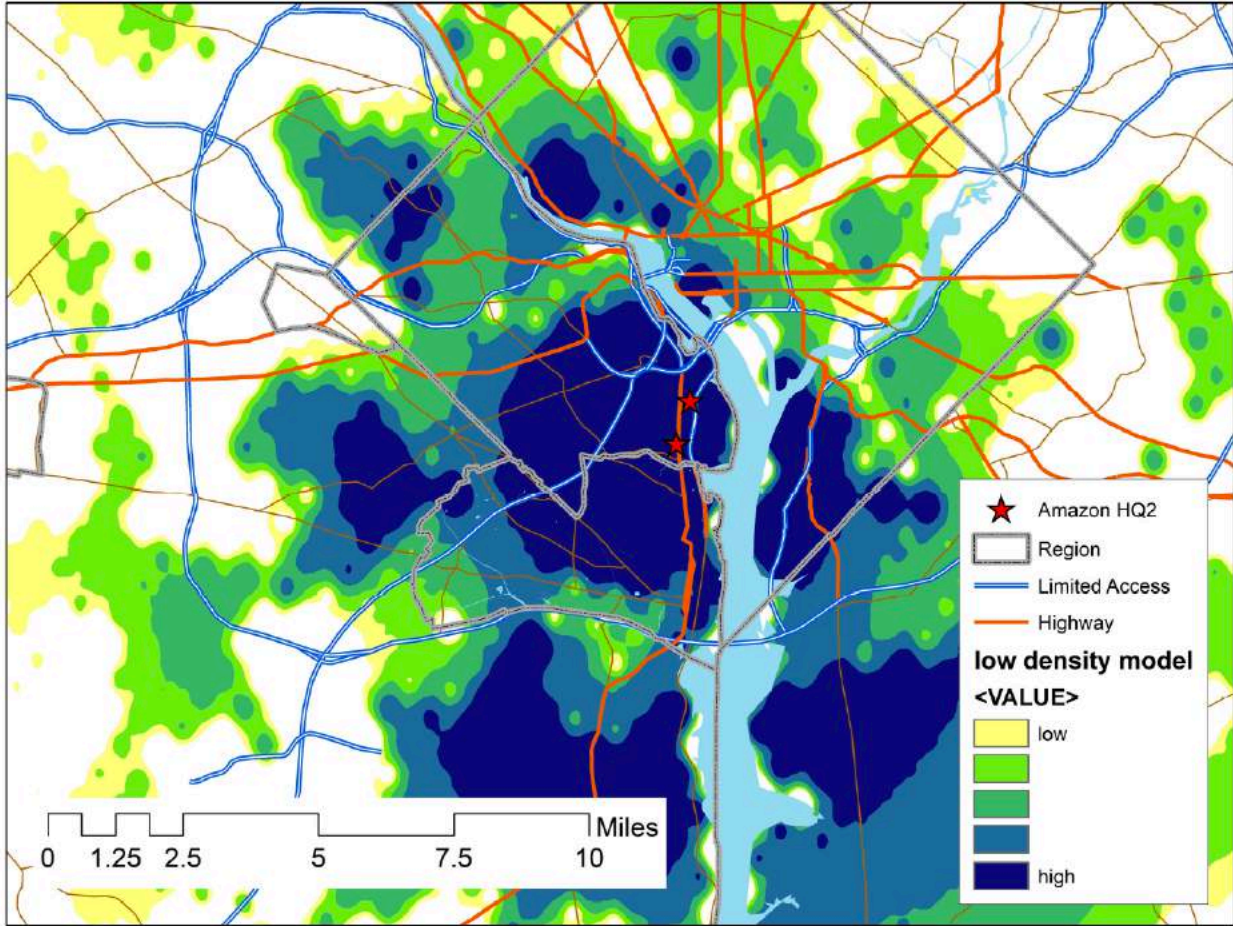 Amazon HQ2
Region
Limited Access
Highway
low density model
<VALUE>
low
high
Miles
0 1.25 2.5 5 7.5 10